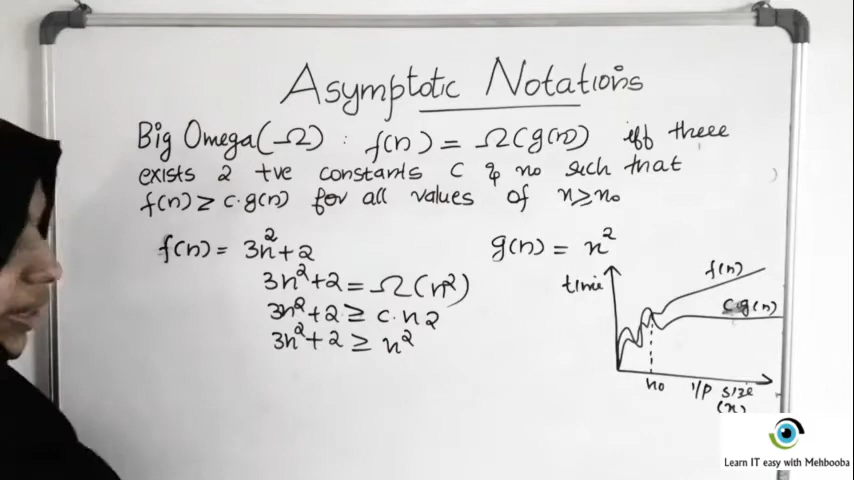 Asymptotic Notations
Big Omega(Ω) : f(n) = Ω(g(n)) iff there
exists 2 +ve constants C & n₀ such that
f(n) ≥ c.g(n) for all values of n≥n₀
f(n) = 3n²+2
g(n) = n²
3n²+2 = Ω(n²)
3n²+2 ≥ c.n2
3n²+2 ≥ n²
time
f(n)
c.g(n)
n₀
I/P size
(n)
Learn IT easy with Mehbooba